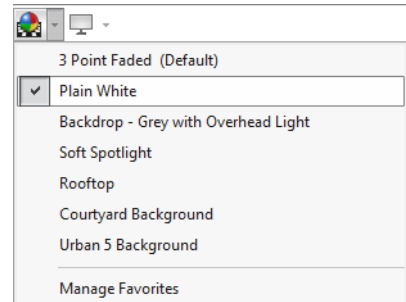 3 Point Faded  (Default)
Plain White
Backdrop - Grey with Overhead Light
Soft Spotlight
Rooftop
Courtyard Background
Urban 5 Background
Manage Favorites